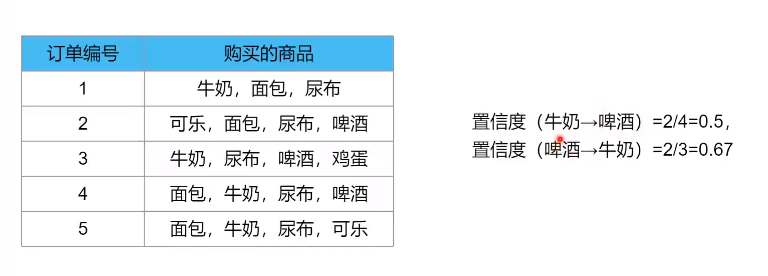 订单编号 购买的商品
1 牛奶，面包，尿布
2 可乐，面包，尿布，啤酒
3 牛奶，尿布，啤酒，鸡蛋
4 面包，牛奶，尿布，啤酒
5 面包，牛奶，尿布，可乐
置信度（牛奶→啤酒）=2/4=0.5，
置信度（啤酒→牛奶）=2/3=0.67